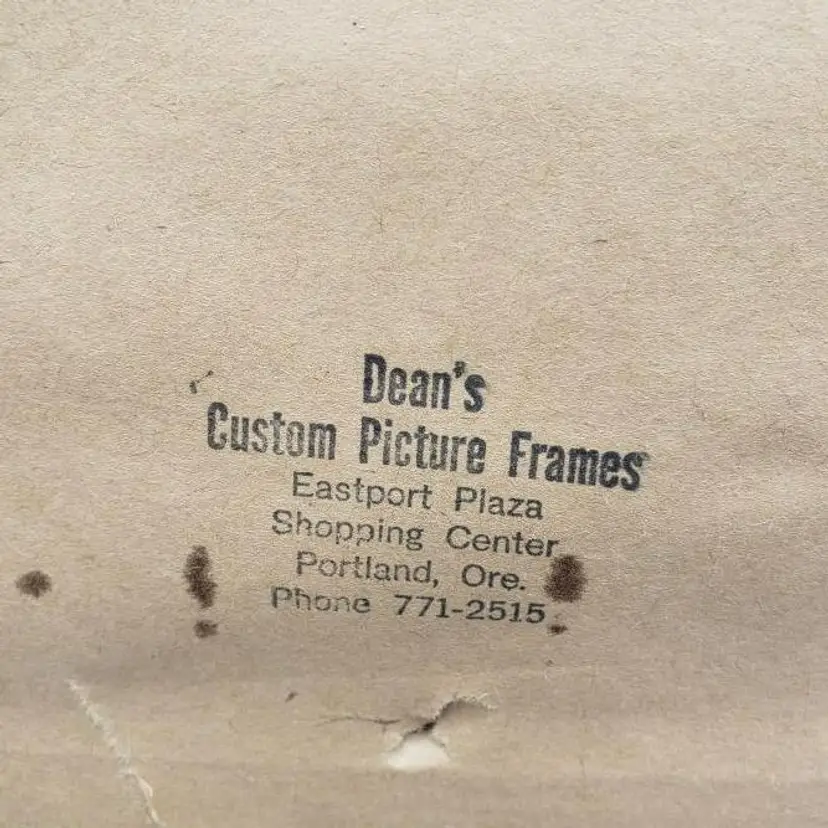 Dean's
Custom Picture Frames
Eastport Plaza
Shopping Center
Portland, Ore.
Phone 771-2515